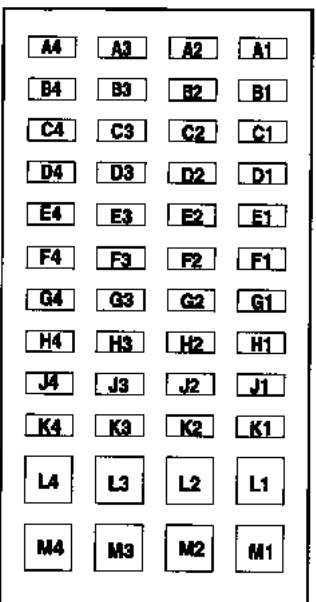 A4 A3 A2 A1
B4 B3 B2 B1
C4 C3 C2 C1
D4 D3 D2 D1
E4 E3 E2 E1
F4 F3 F2 F1
G4 G3 G2 G1
H4 H3 H2 H1
J4 J3 J2 J1
K4 K3 K2 K1
L4 L3 L2 L1
M4 M3 M2 M1